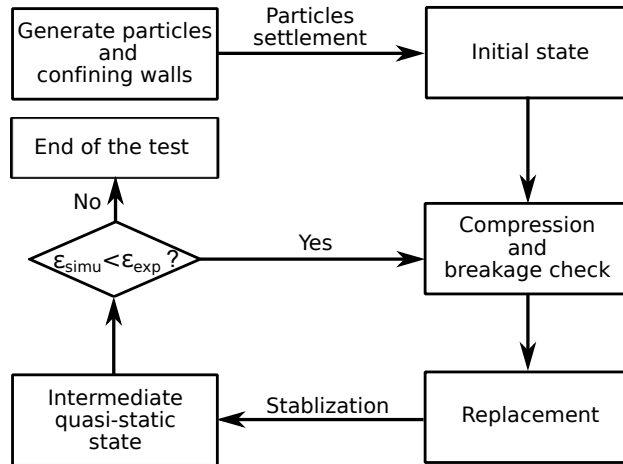 Generate particles
and
confining walls
Particles
settlement
Initial state
End of the test
No
Compression
and
breakage check
εsimu<εexp ?
Yes
Intermediate
quasi-static
state
Stablization
Replacement